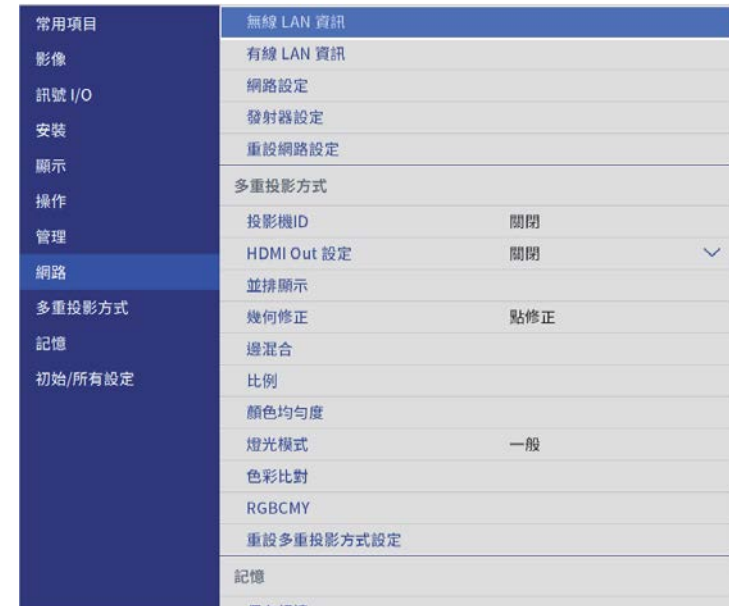 常用項目
影像
訊號 I/O
安裝
顯示
操作
管理
網路
多重投影方式
記憶
初始/所有設定
無線 LAN 資訊
有線 LAN 資訊
網路設定
發射器設定
重設網路設定
多重投影方式
投影機ID 關閉
HDMI Out 設定 關閉
並排顯示
幾何修正 點修正
邊混合
比例
顏色均勻度
燈光模式 一般
色彩比對
RGBCMY
重設多重投影方式設定
記憶